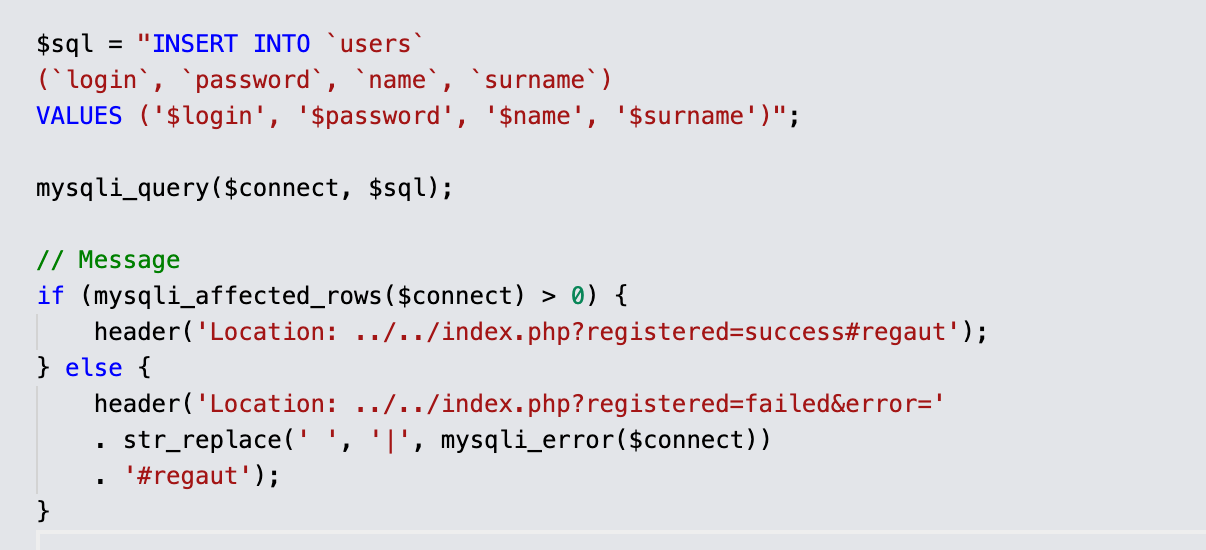 $sql = "INSERT INTO `users`
(`login`, `password`, `name`, `surname`)
VALUES ('$login', '$password', '$name', '$surname')";
mysqli_query($connect, $sql);
// Message
if (mysqli_affected_rows($connect) > 0) {
header('Location: ../../index.php?registered=success#regaut');
} else {
header('Location: ../../index.php?registered=failed&error='
. str_replace(' ', '|', mysqli_error($connect))
. '#regaut');
}